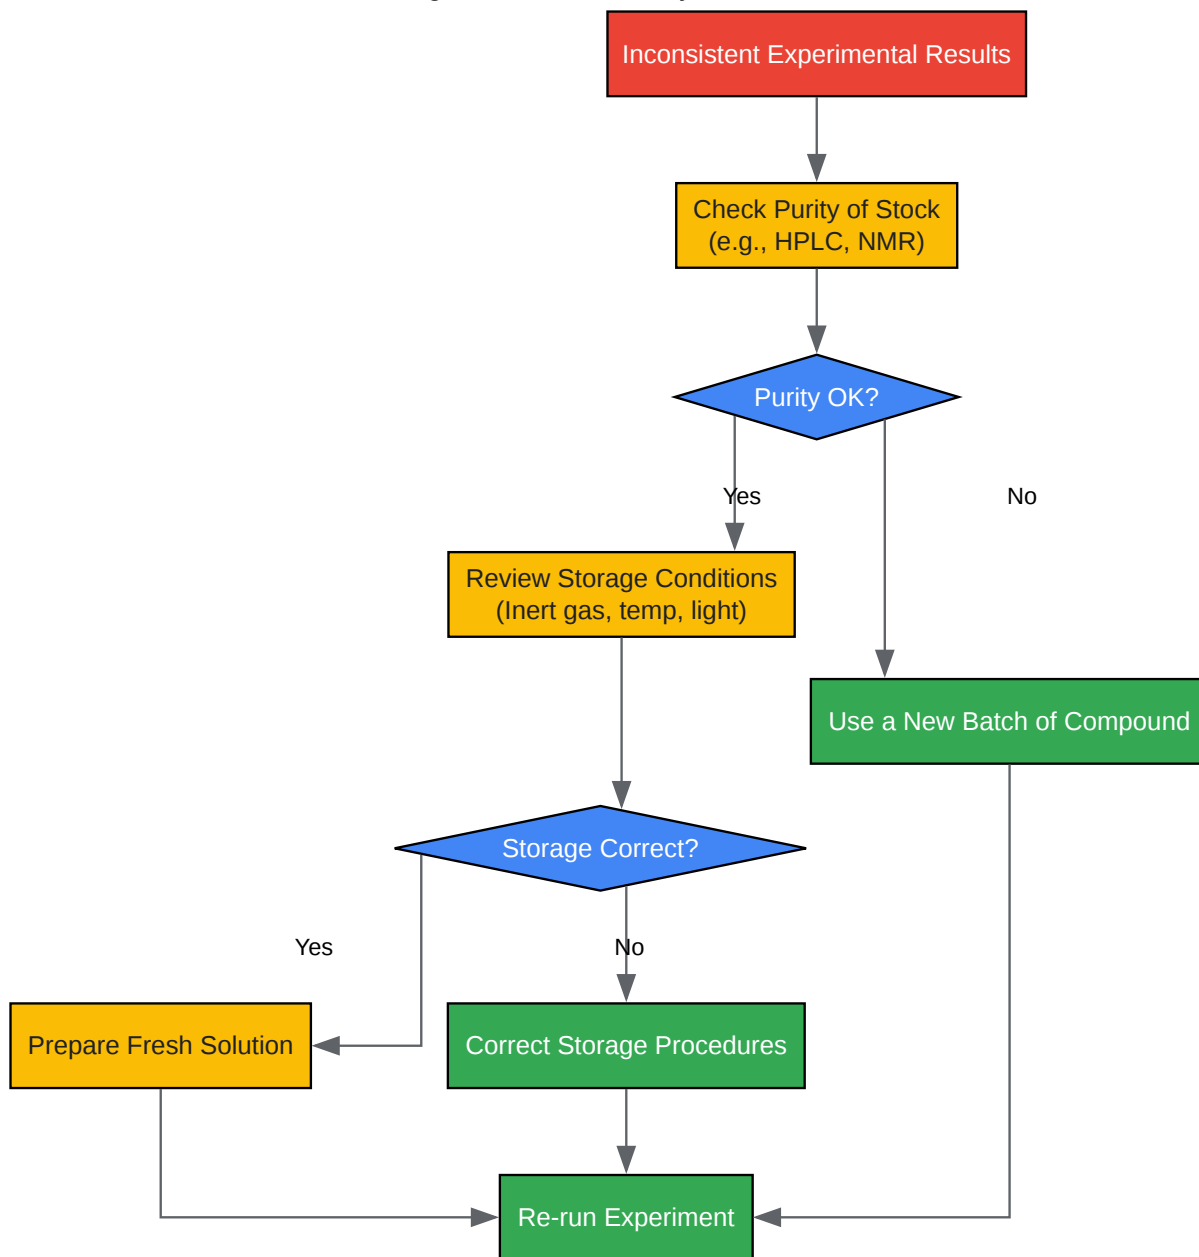 Inconsistent Experimental Results
Check Purity of Stock
(e.g., HPLC, NMR)
Purity OK?
Yes
No
Review Storage Conditions
(Inert gas, temp, light)
Use a New Batch of Compound
Storage Correct?
Yes
No
Prepare Fresh Solution
Correct Storage Procedures
Re-run Experiment